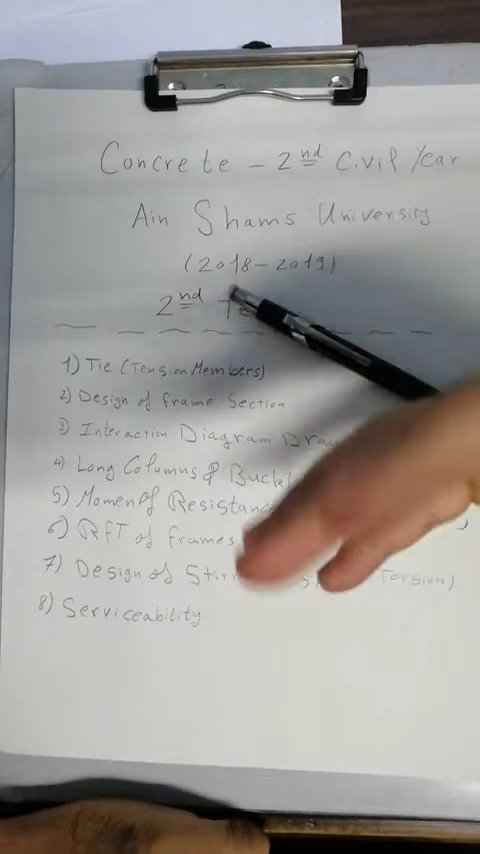 Concrete - 2nd Civil Year
Ain Shams University
(2018-2019)
2nd Te
1) Tie (Tension Members)
2) Design of frame Section
3) Interaction Diagram
4) Long Columns &
5) Moment of Resistance
6) RFT of frames
7) Design of Torsion)
8) Serviceability